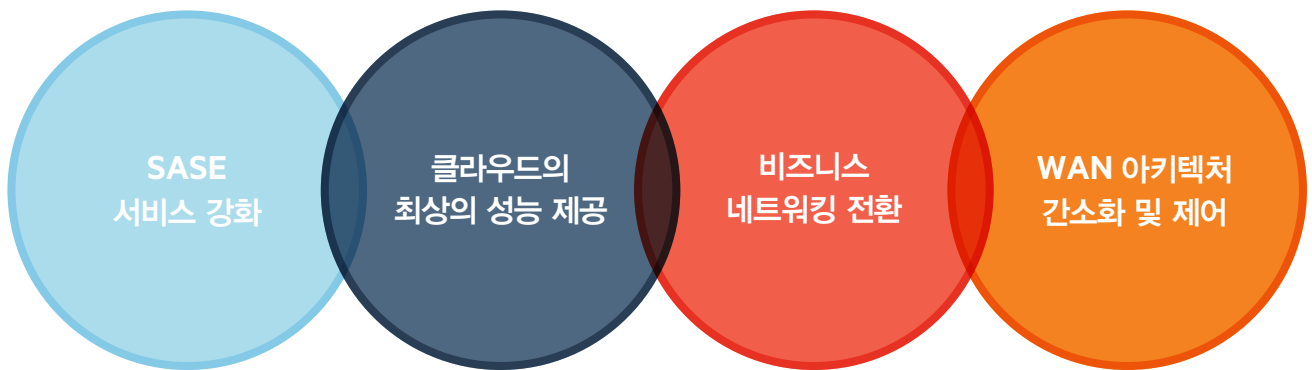 SASE
서비스 강화
클라우드의
최상의 성능 제공
비즈니스
네트워킹 전환
WAN 아키텍처
간소화 및 제어